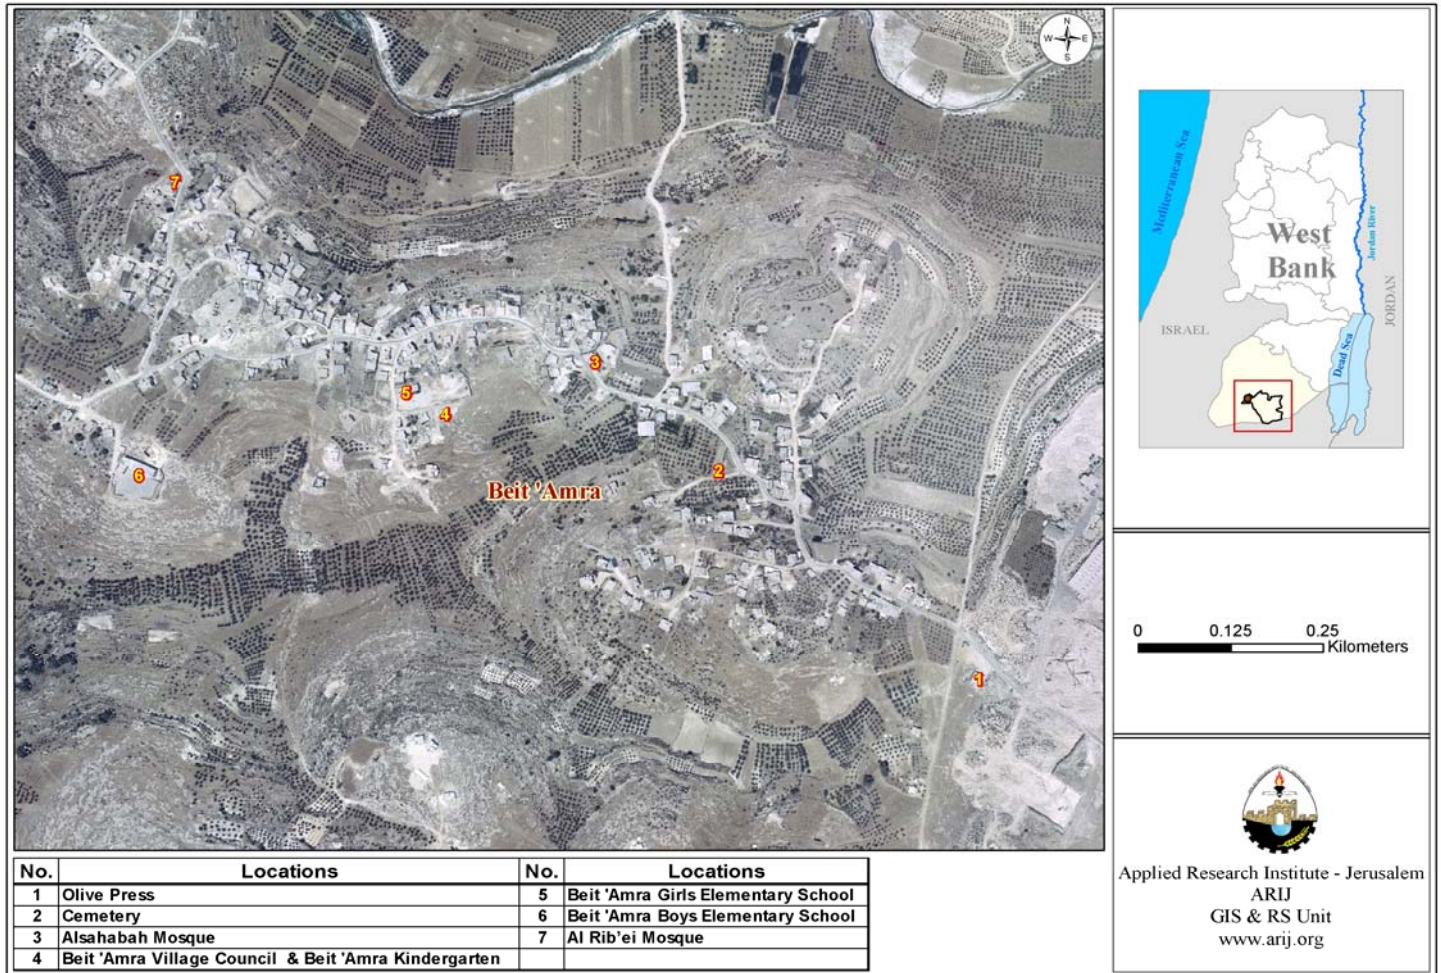 N
W E
S
7
3
5
4
6
2
Beit 'Amra
1
Mediterranean Sea
West
Bank
Jordan River
ISRAEL
JORDAN
Dead Sea
0 0.125 0.25
Kilometers
Applied Research Institute - Jerusalem
ARIJ
GIS & RS Unit
www.arij.org
No. Locations No. Locations
1 Olive Press 5 Beit 'Amra Girls Elementary School
2 Cemetery 6 Beit 'Amra Boys Elementary School
3 Alsahabah Mosque 7 Al Rib'ei Mosque
4 Beit 'Amra Village Council & Beit 'Amra Kindergarten